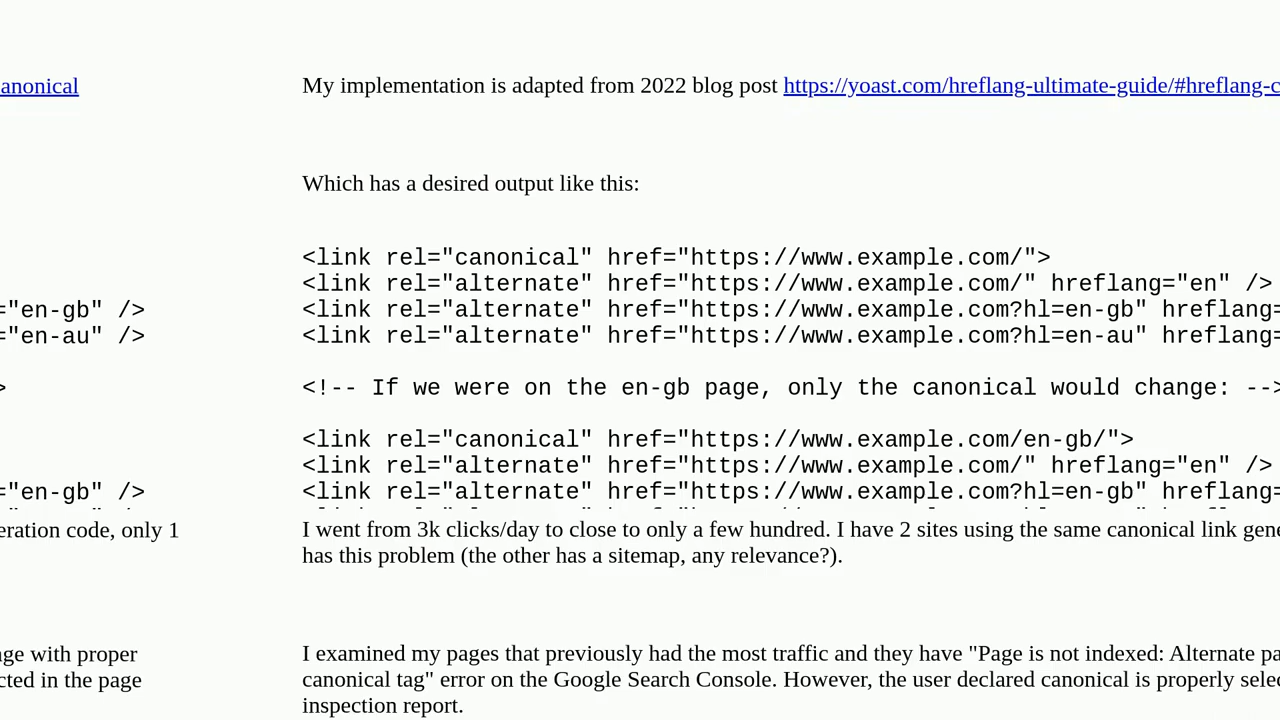 anonical
My implementation is adapted from 2022 blog post https://yoast.com/hreflang-ultimate-guide/#hreflang-c
Which has a desired output like this:
<link rel="canonical" href="https://www.example.com/">
<link rel="alternate" href="https://www.example.com/" hreflang="en" />
="en-gb" /> <link rel="alternate" href="https://www.example.com?hl=en-gb" hreflang=
="en-au" /> <link rel="alternate" href="https://www.example.com?hl=en-au" hreflang=
> <!-- If we were on the en-gb page, only the canonical would change: -->
<link rel="canonical" href="https://www.example.com/en-gb/">
<link rel="alternate" href="https://www.example.com/" hreflang="en" />
="en-gb" /> <link rel="alternate" href="https://www.example.com?hl=en-gb" hreflang=
eration code, only 1 I went from 3k clicks/day to close to only a few hundred. I have 2 sites using the same canonical link gene
has this problem (the other has a sitemap, any relevance?).
ge with proper I examined my pages that previously had the most traffic and they have "Page is not indexed: Alternate pa
cted in the page canonical tag" error on the Google Search Console. However, the user declared canonical is properly selec
inspection report.